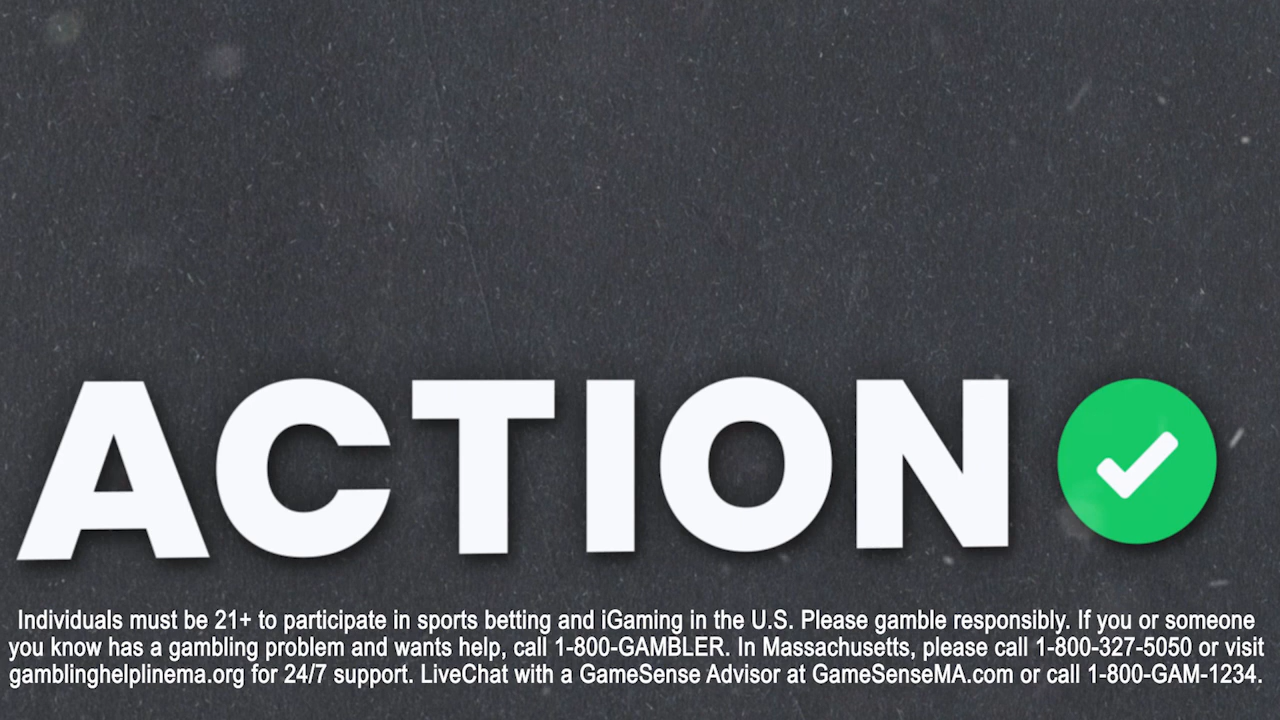 ACTION
Individuals must be 21+ to participate in sports betting and iGaming in the U.S. Please gamble responsibly. If you or someone
you know has a gambling problem and wants help, call 1-800-GAMBLER. In Massachusetts, please call 1-800-327-5050 or visit
gamblinghelplinema.org for 24/7 support. LiveChat with a GameSense Advisor at GameSenseMA.com or call 1-800-GAM-1234.